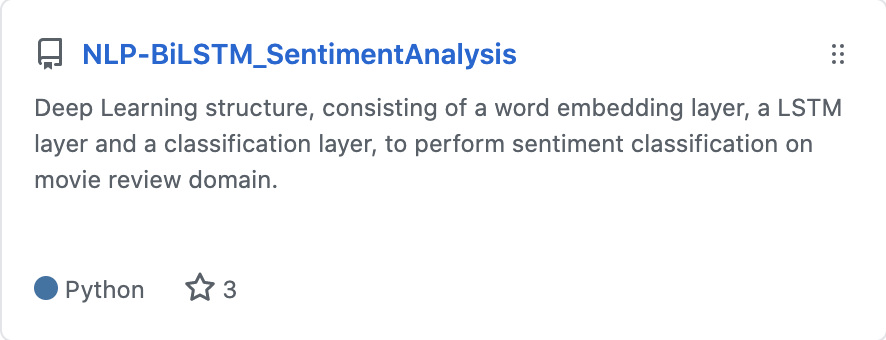 NLP-BiLSTM_SentimentAnalysis
Deep Learning structure, consisting of a word embedding layer, a LSTM
layer and a classification layer, to perform sentiment classification on
movie review domain.
Python 3